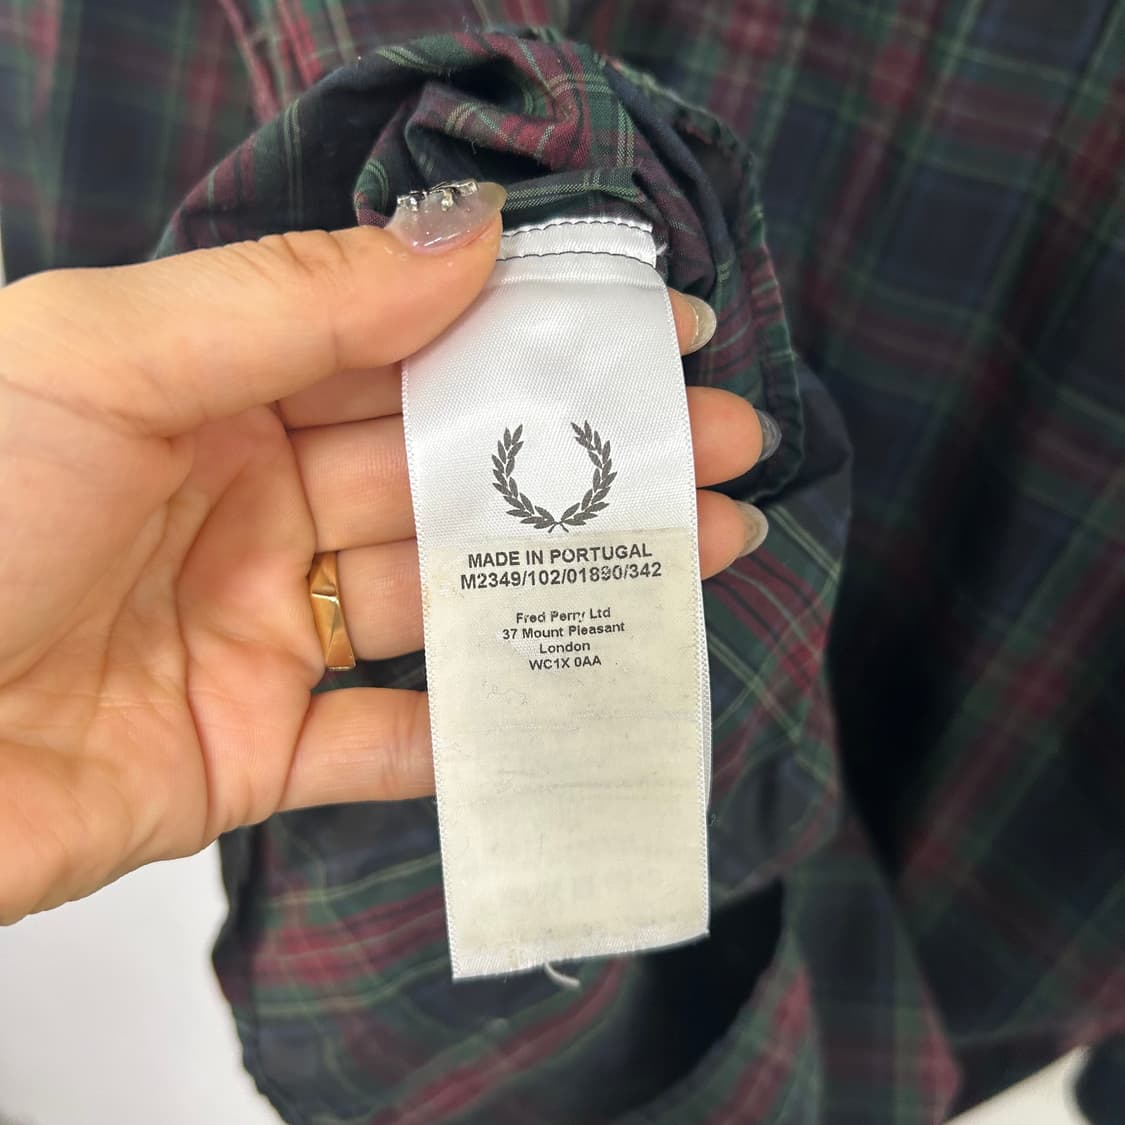 MADE IN PORTUGAL
M2349/102/01890/342
Fred Perry Ltd
37 Mount Pleasant
London
WC1X 0AA